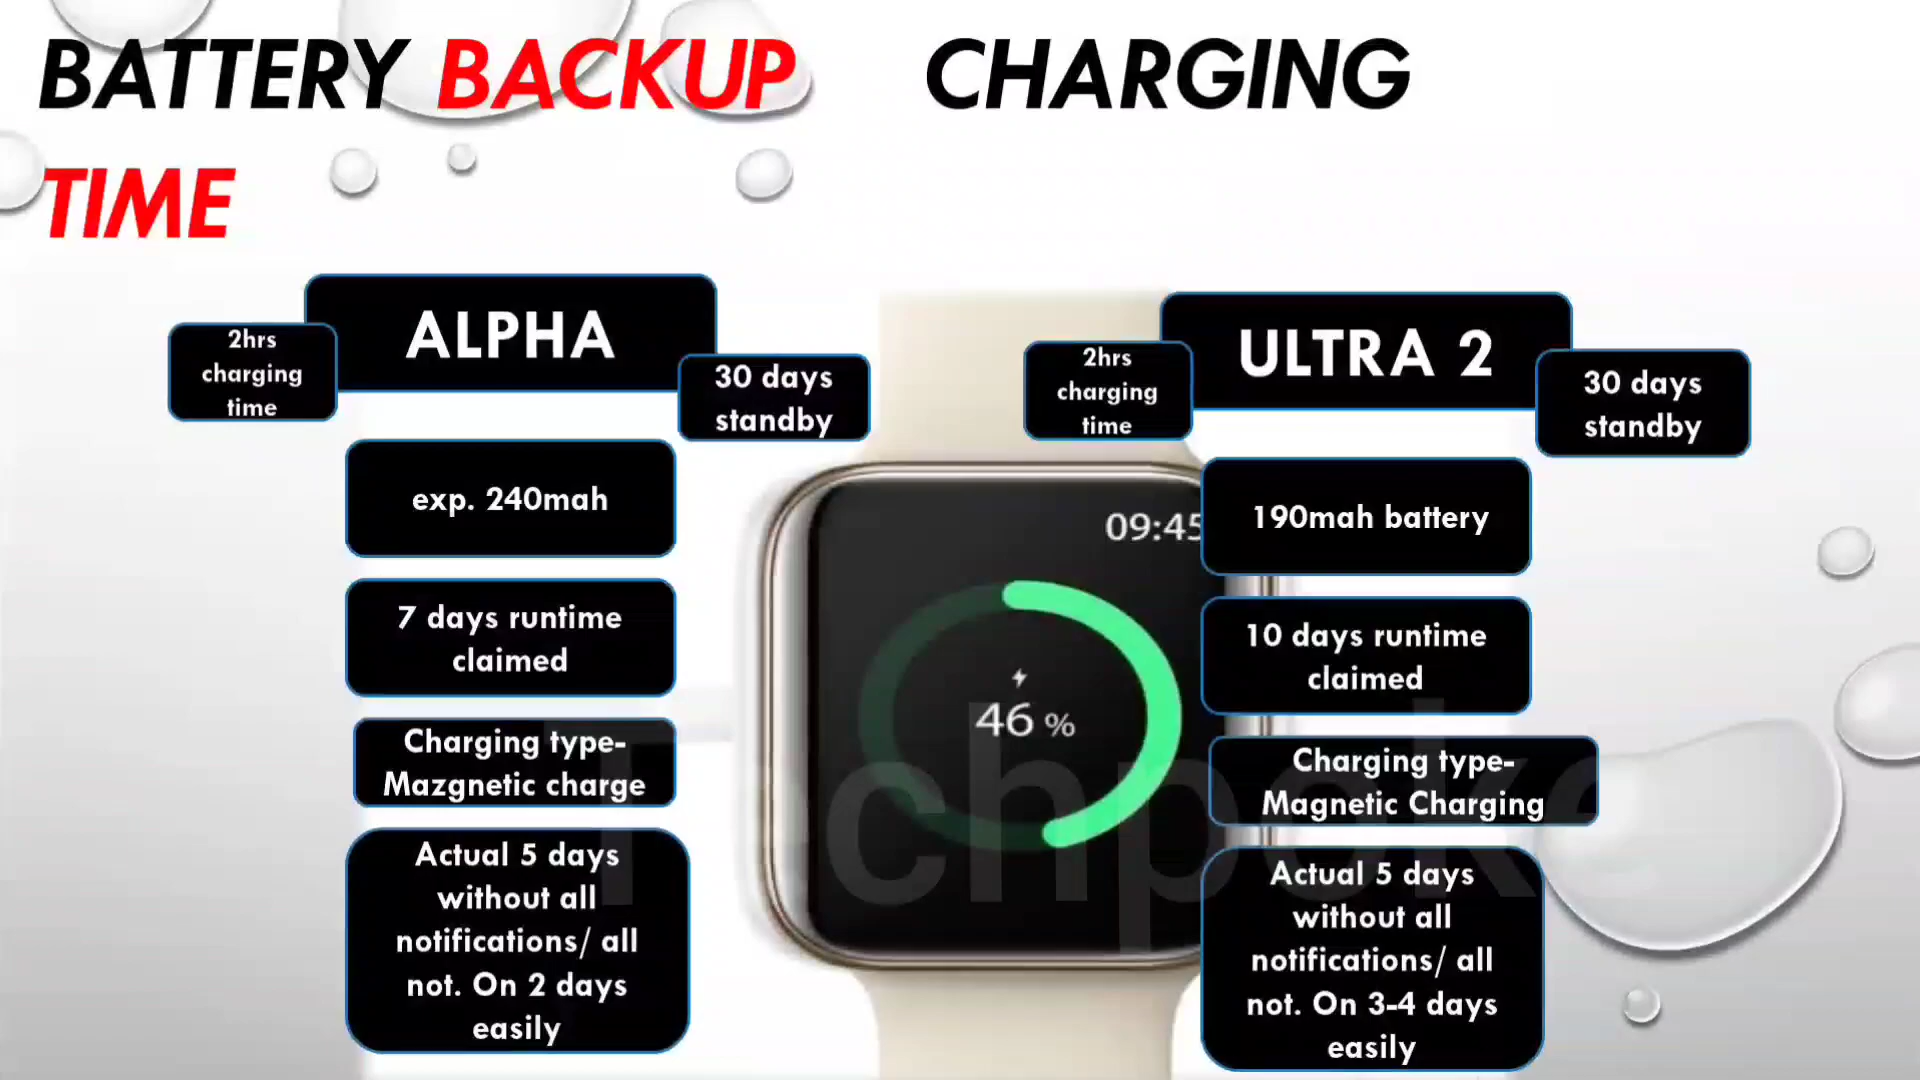 BATTERY BACKUP CHARGING
TIME
ALPHA
2hrs
charging
time
30 days
standby
exp. 240mah
7 days runtime
claimed
Charging type-
Mazgnetic charge
Actual 5 days
without all
notifications/ all
not. On 2 days
easily
09:45
46 %
ULTRA 2
2hrs
charging
time
30 days
standby
190mah battery
10 days runtime
claimed
Charging type-
Magnetic Charging
Actual 5 days
without all
notifications/ all
not. On 3-4 days
easily